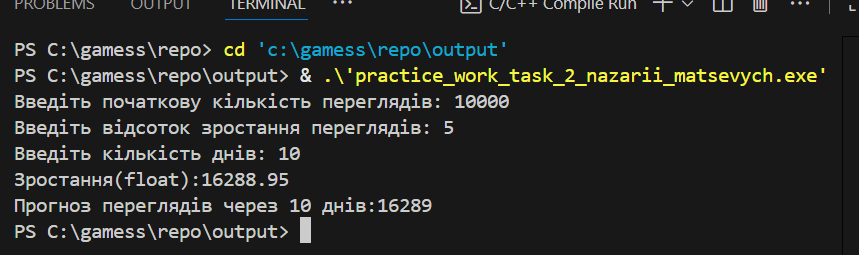 PROBLEMS OUTPUT TERMINAL ... C/C++ Compile Run
PS C:\gamess\repo> cd 'c:\gamess\repo\output'
PS C:\gamess\repo\output> & .\'practice_work_task_2_nazarii_matsevych.exe'
Введіть початкову кількість переглядів: 10000
Введіть відсоток зростання переглядів: 5
Введіть кількість днів: 10
Зростання(float):16288.95
Прогноз переглядів через 10 днів:16289
PS C:\gamess\repo\output>